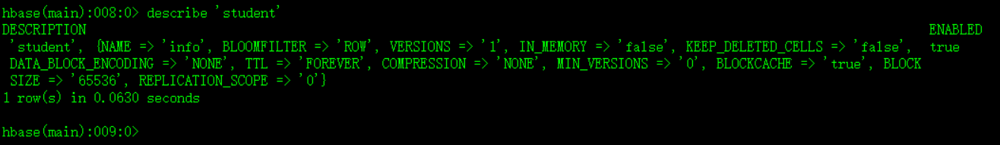 hbase(main):008:0> describe 'student'
DESCRIPTION ENABLED
'student', {NAME => 'info', BLOOMFILTER => 'ROW', VERSIONS => '1', IN_MEMORY => 'false', KEEP_DELETED_CELLS => 'false', true
DATA_BLOCK_ENCODING => 'NONE', TTL => 'FOREVER', COMPRESSION => 'NONE', MIN_VERSIONS => '0', BLOCKCACHE => 'true', BLOCK
SIZE => '65536', REPLICATION_SCOPE => '0'}
1 row(s) in 0.0630 seconds
hbase(main):009:0>